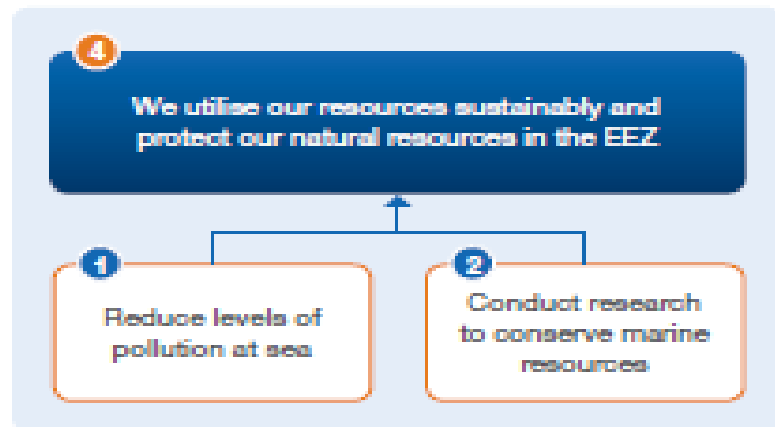 4
We utilise our resources sustainably and
protect our natural resources in the EEZ
1
Reduce levels of
pollution at sea
2
Conduct research
to conserve marine
resources